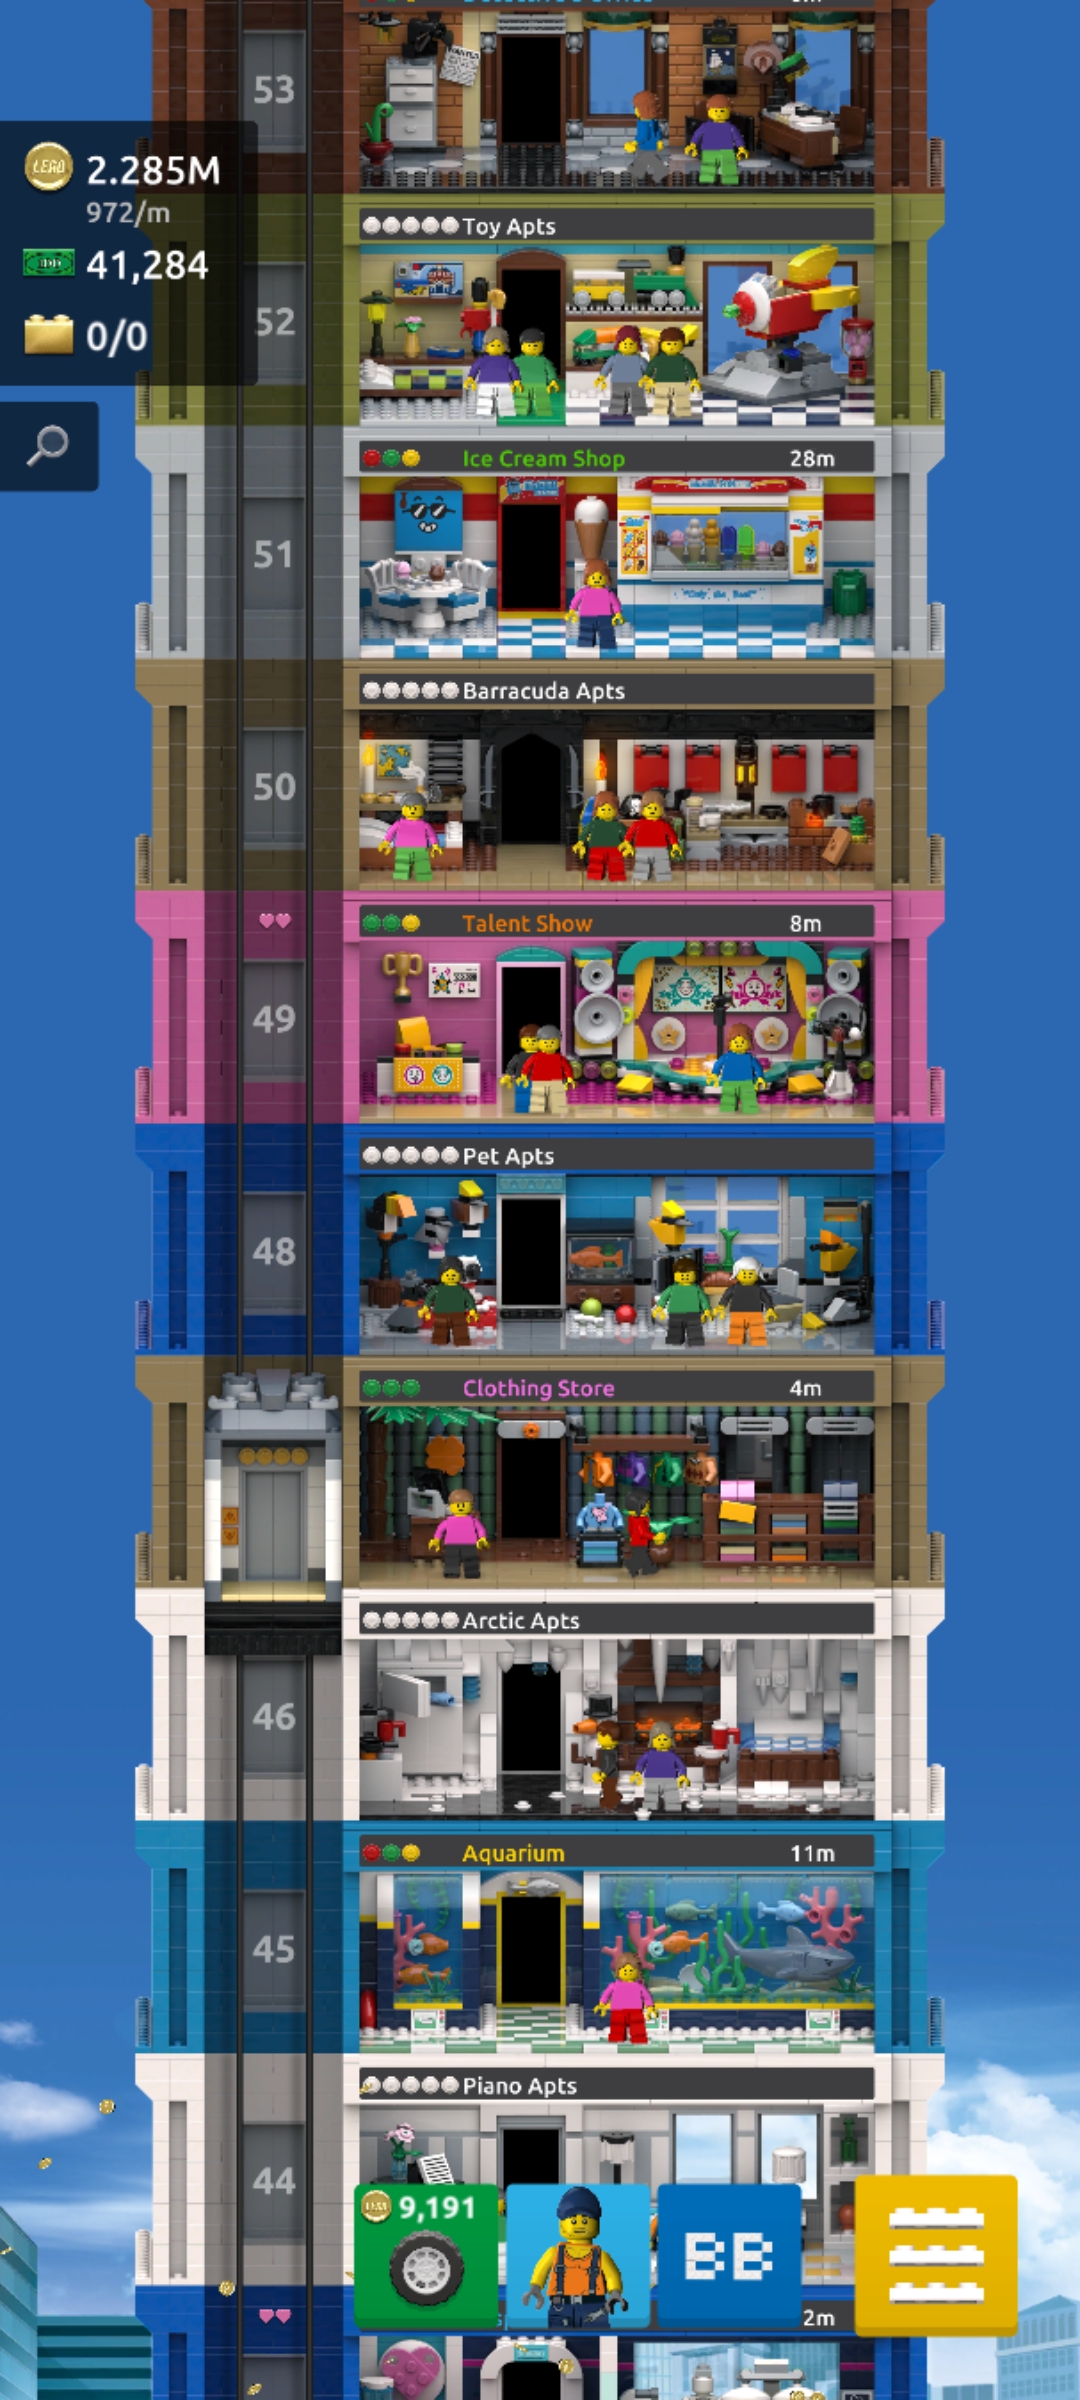 53
LEGO 2.285M
972/m
41,284
0/0
Toy Apts
52
Ice Cream Shop 28m
51
Barracuda Apts
50
Talent Show 8m
49
Pet Apts
48
Clothing Store 4m
Arctic Apts
46
Aquarium 11m
45
Piano Apts
44
9,191
BB
2m